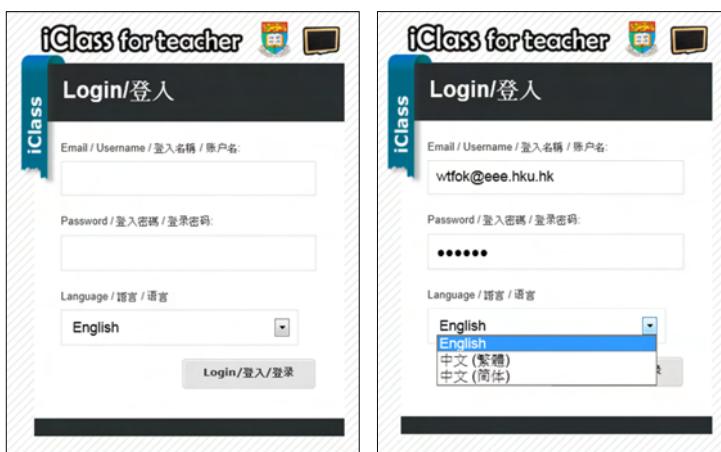 iClass for teacher
iClass
Login/登入
Email / Username / 登入名稱 / 账户名:
Password / 登入密碼 / 登录密码:
Language / 語言 / 语言
English
Login/登入/登录
iClass for teacher
iClass
Login/登入
Email / Username / 登入名稱 / 账户名:
wtfok@eee.hku.hk
Password / 登入密碼 / 登录密码:
••••••
Language / 語言 / 语言
English
English
中文 (繁體)
中文 (简体)
录